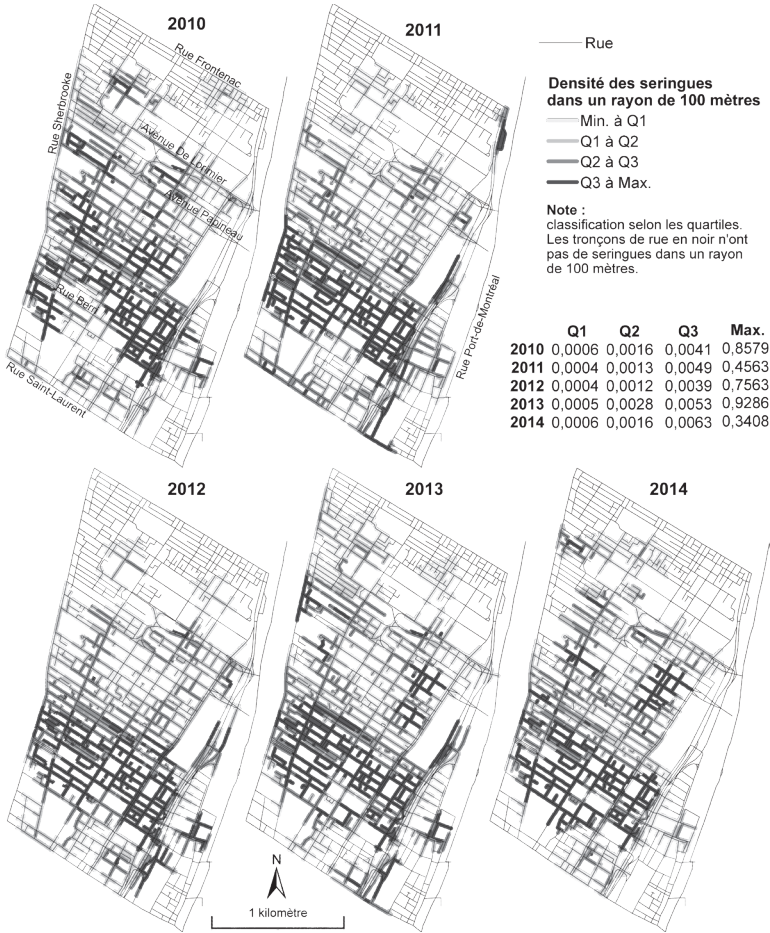 2010
Rue Frontenac
Rue Sherbrooke
Avenue De Lorimier
Avenue Papineau
Rue Berri
Rue Saint-Laurent
2011
Rue Port-de-Montréal
Rue
Densité des seringues
dans un rayon de 100 mètres
Min. à Q1
Q1 à Q2
Q2 à Q3
Q3 à Max.
Note :
classification selon les quartiles.
Les tronçons de rue en noir n'ont
pas de seringues dans un rayon
de 100 mètres.
Q1 Q2 Q3 Max.
2010 0,0006 0,0016 0,0041 0,8579
2011 0,0004 0,0013 0,0049 0,4563
2012 0,0004 0,0012 0,0039 0,7563
2013 0,0005 0,0028 0,0053 0,9286
2014 0,0006 0,0016 0,0063 0,3408
2012
2013
2014
N
1 kilomètre